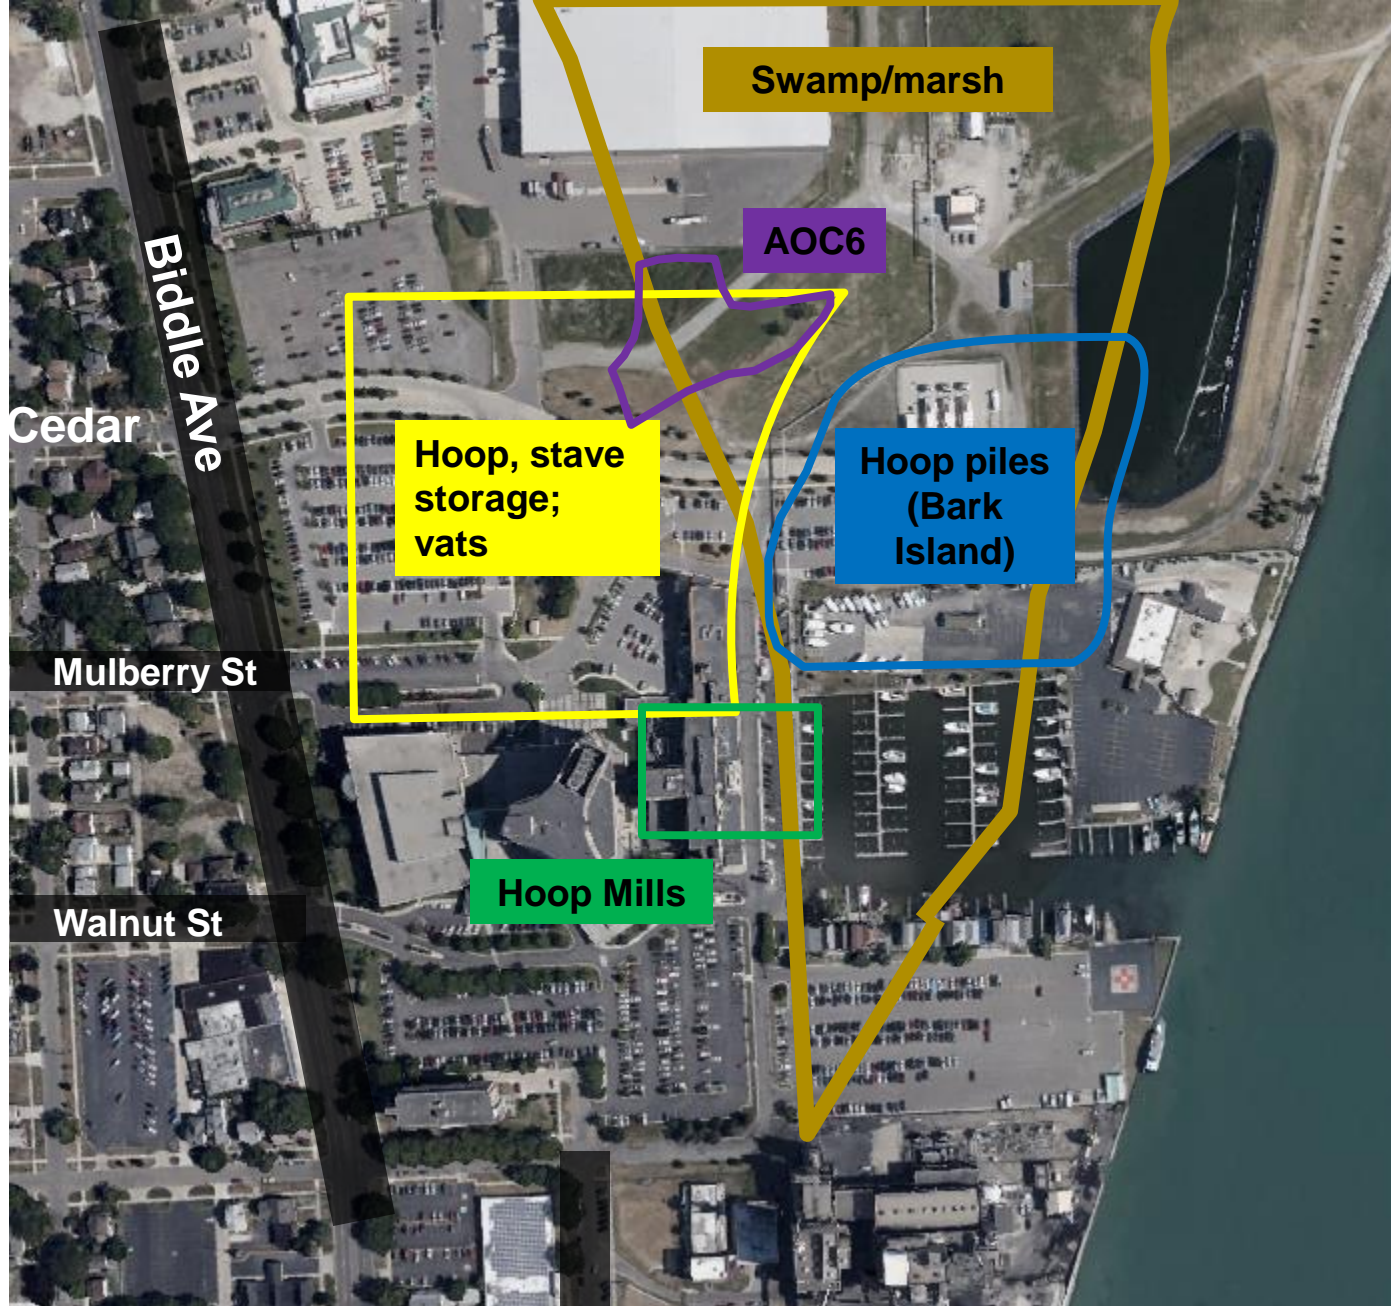 Swamp/marsh
AOC6
Biddle Ave
Cedar
Hoop, stave
storage;
vats
Hoop piles
(Bark
Island)
Mulberry St
Hoop Mills
Walnut St